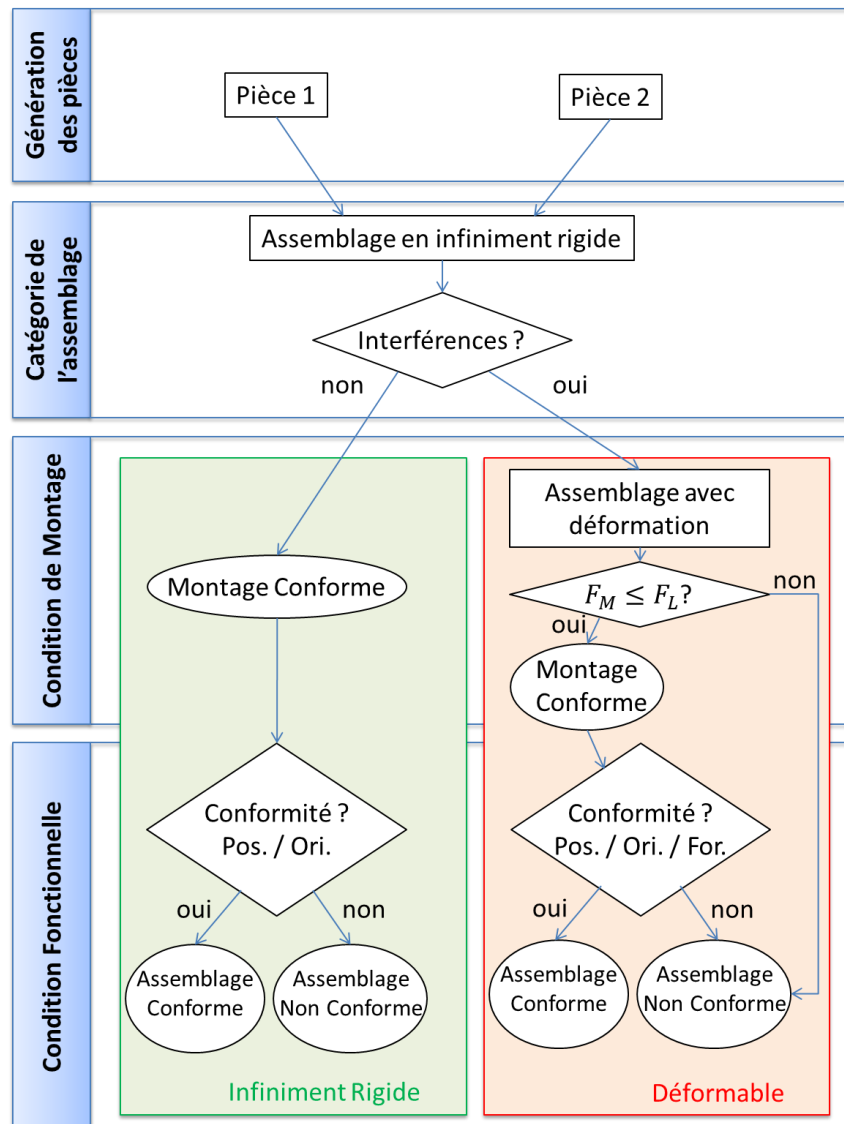 Génération
des pièces
Pièce 1
Pièce 2
Catégorie de
l'assemblage
Assemblage en infiniment rigide
Interférences ?
non
oui
Condition de Montage
Assemblage avec
déformation
Montage Conforme
F_M ≤ F_L?
non
oui
Montage
Conforme
Condition Fonctionnelle
Conformité ?
Pos. / Ori.
Conformité ?
Pos. / Ori. / For.
oui
non
oui
non
Assemblage
Conforme
Assemblage
Non Conforme
Assemblage
Conforme
Assemblage
Non Conforme
Infiniment Rigide
Déformable